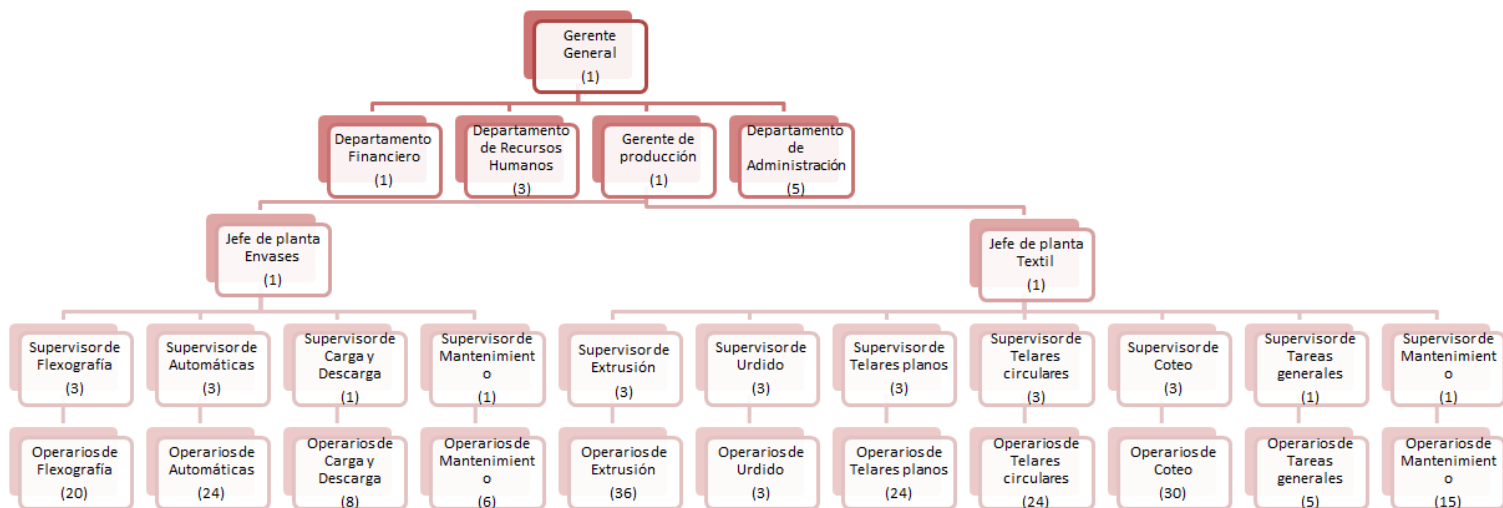 Gerente
General
(1)
Departamento
Financiero
(1)
Departamento
de Recursos
Humanos
(3)
Gerente de
producción
(1)
Departamento
de
Administración
(5)
Jefe de planta
Envases
(1)
Jefe de planta
Textil
(1)
Supervisor de
Flexografía
(3)
Supervisor de
Automáticas
(3)
Supervisor de
Carga y
Descarga
(1)
Supervisor de
Mantenimient
o
(1)
Supervisor de
Extrusión
(3)
Supervisor de
Urdido
(3)
Supervisor de
Telares planos
(3)
Supervisor de
Telares
circulares
(3)
Supervisor de
Coteo
(3)
Supervisor de
Tareas
generales
(1)
Supervisor de
Mantenimient
o
(1)
Operarios de
Flexografía
(20)
Operarios de
Automáticas
(24)
Operarios de
Carga y
Descarga
(8)
Operarios de
Mantenimient
o
(6)
Operarios de
Extrusión
(36)
Operarios de
Urdido
(3)
Operarios de
Telares planos
(24)
Operarios de
Telares
circulares
(24)
Operarios de
Coteo
(30)
Operarios de
Tareas
generales
(5)
Operarios de
Mantenimient
o
(15)